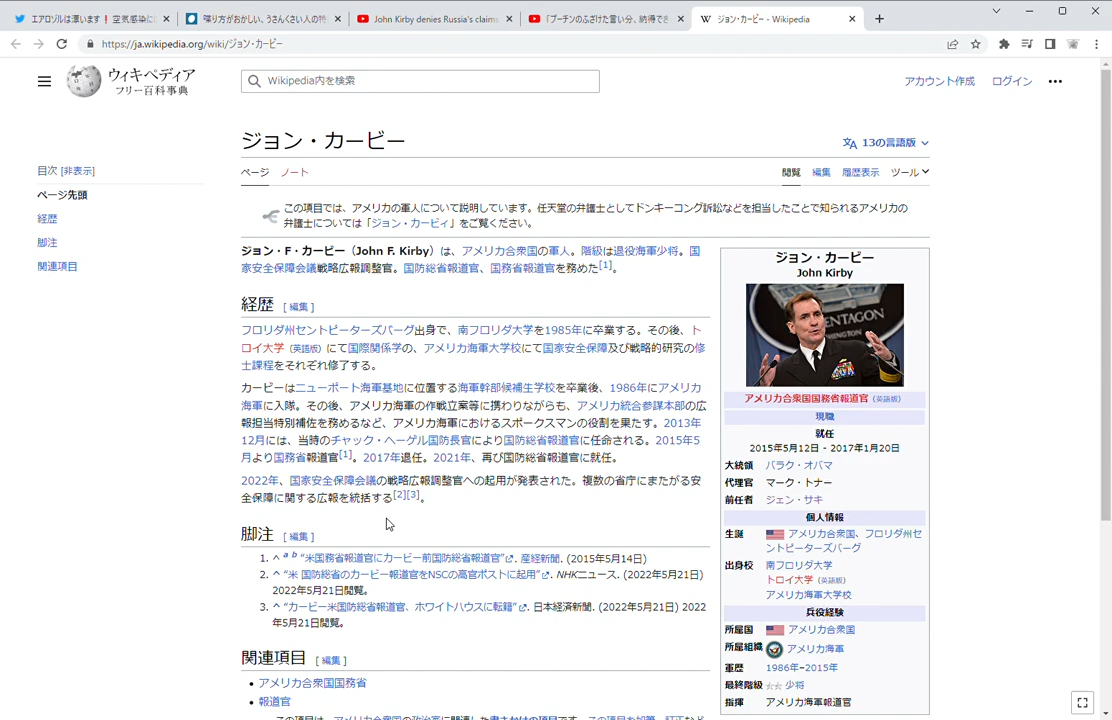 エアロゾルは漂います！空気感染に
喋り方がおかしい、うさんくさい人の特
John Kirby denies Russia's claims
「プーチンのふざけた言い分、納得でき
ジョン・カービー - Wikipedia
https://ja.wikipedia.org/wiki/ジョン・カービー
ウィキペディア
フリー百科事典
Wikipedia内を検索
アカウント作成 ログイン
ジョン・カービー
13の言語版
ページ ノート
閲覧 編集 履歴表示 ツール
目次 [非表示]
ページ先頭
経歴
脚注
関連項目
この項目では、アメリカの軍人について説明しています。任天堂の弁護士としてドンキーコング訴訟などを担当したことで知られるアメリカの
弁護士については「ジョン・カービィ」をご覧ください。
ジョン・F・カービー（John F. Kirby）は、アメリカ合衆国の軍人。階級は退役海軍少将。国
家安全保障会議戦略広報調整官。国防総省報道官、国務省報道官を務めた[1]。
経歴 [編集]
フロリダ州セントピーターズバーグ出身で、南フロリダ大学を1985年に卒業する。その後、ト
ロイ大学（英語版）にて国際関係学の、アメリカ海軍大学校にて国家安全保障及び戦略的研究の修
士課程をそれぞれ修了する。
カービーはニューポート海軍基地に位置する海軍幹部候補生学校を卒業後、1986年にアメリカ
海軍に入隊。その後、アメリカ海軍の作戦立案等に携わりながらも、アメリカ統合参謀本部の広
報担当特別補佐を務めるなど、アメリカ海軍におけるスポークスマンの役割を果たす。2013年
12月には、当時のチャック・ヘーゲル国防長官により国防総省報道官に任命される。2015年5
月より国務省報道官[1]。2017年退任。2021年、再び国防総省報道官に就任。
2022年、国家安全保障会議の戦略広報調整官への起用が発表された。複数の省庁にまたがる安
全保障に関する広報を統括する[2][3]。
脚注 [編集]
1. ^ a b “米国務省報道官にカービー前国防総省報道官”. 産経新聞. (2015年5月14日)
2. ^ “米 国防総省のカービー報道官をNSCの高官ポストに起用”. NHKニュース. (2022年5月21日)
2022年5月21日閲覧。
3. ^ “カービー米国防総省報道官、ホワイトハウスに転籍”. 日本経済新聞. (2022年5月21日) 2022
年5月21日閲覧。
関連項目 [編集]
• アメリカ合衆国国務省
• 報道官
この項目は、アメリカ合衆国の政治家に関連した書きかけの項目です。この項目を加筆・訂正など
ジョン・カービー
John Kirby
PENTAGON
WASHINGTON
アメリカ合衆国国務省報道官（英語版）
現職
就任
2015年5月12日 - 2017年1月20日
大統領 バラク・オバマ
代理官 マーク・トナー
前任者 ジェン・サキ
個人情報
生誕 アメリカ合衆国、フロリダ州セ
ントピーターズバーグ
出身校 南フロリダ大学
トロイ大学（英語版）
アメリカ海軍大学校
兵役経験
所属国 アメリカ合衆国
所属組織 アメリカ海軍
軍歴 1986年–2015年
最終階級 少将
指揮 アメリカ海軍報道官